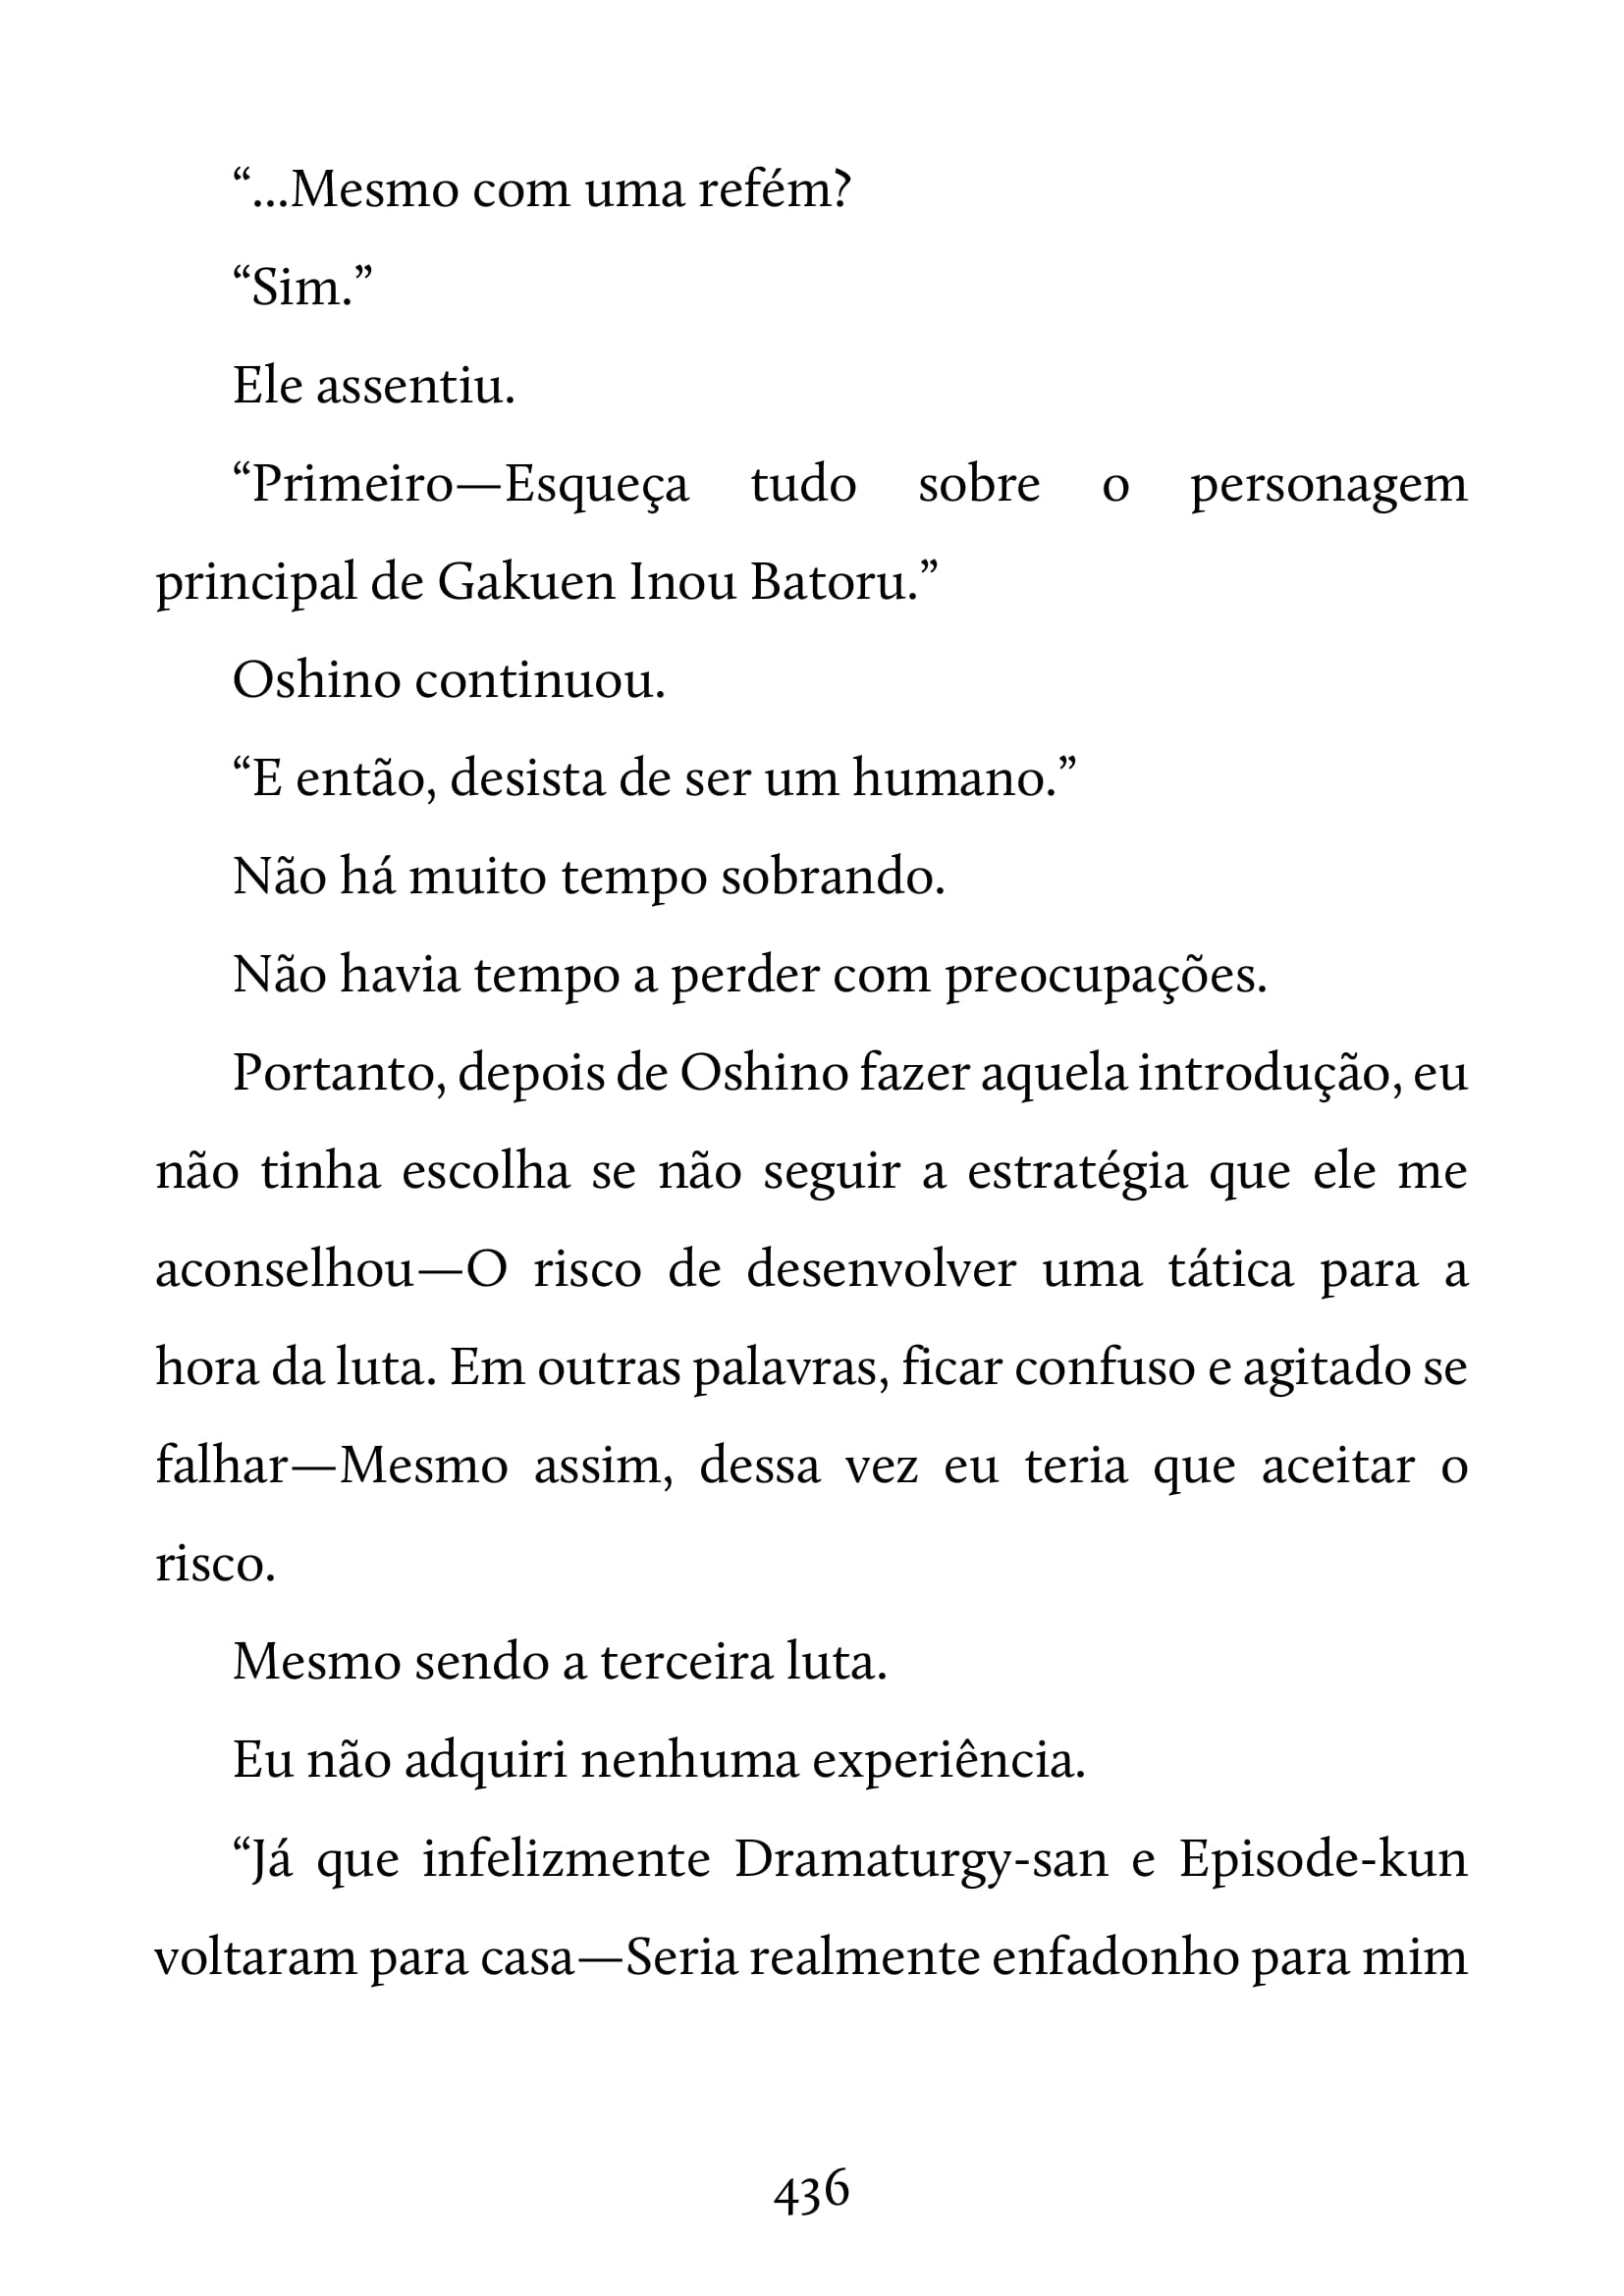 “...Mesmo com uma refém?
“Sim.”
Ele assentiu.
“Primeiro—Esqueça tudo sobre o personagem
principal de Gakuen Inou Batoru.”
Oshino continuou.
“E então, desista de ser um humano.”
Não há muito tempo sobrando.
Não havia tempo a perder com preocupações.
Portanto, depois de Oshino fazer aquela introdução, eu
não tinha escolha se não seguir a estratégia que ele me
aconselhou—O risco de desenvolver uma tática para a
hora da luta. Em outras palavras, ficar confuso e agitado se
falhar—Mesmo assim, dessa vez eu teria que aceitar o
risco.
Mesmo sendo a terceira luta.
Eu não adquiri nenhuma experiência.
“Já que infelizmente Dramaturgy-san e Episode-kun
voltaram para casa—Seria realmente enfadonho para mim
436